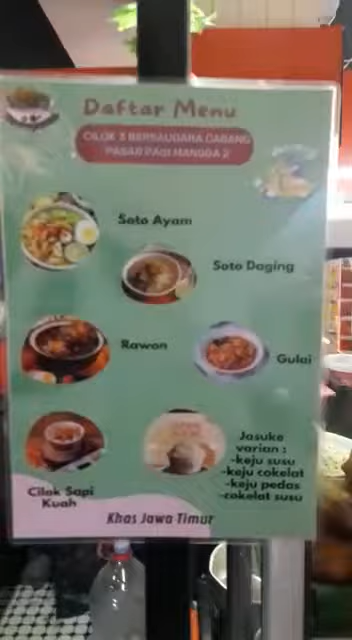 Daftar Menu
CILOK 3 BERSAUDARA CABANG
PASAR PAGI MANGGA 2
Soto Ayam
Soto Daging
Rawon
Gulai
Cilok Sapi
Kuah
Jasuke
varian :
-keju susu
-keju cokelat
-keju pedas
-cokelat susu
Khas Jawa Timur